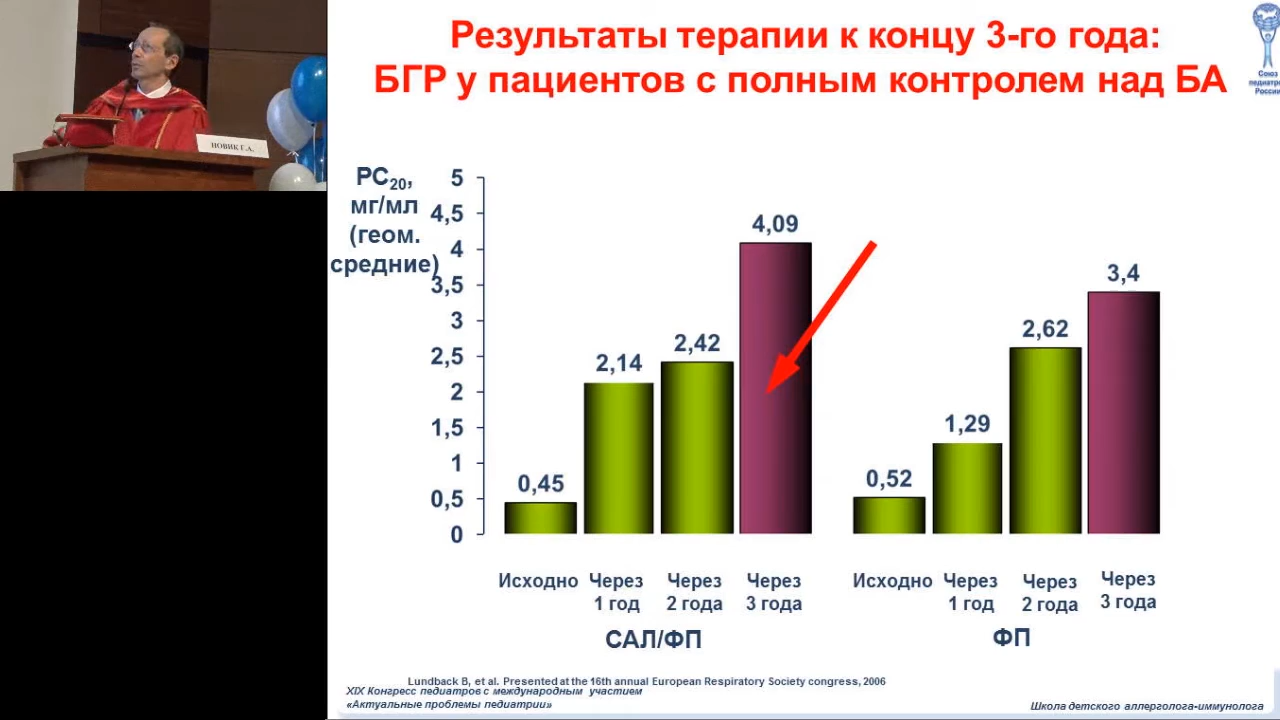 Результаты терапии к концу 3-го года:
БГР у пациентов с полным контролем над БА
Союз
педиатров
России
НОВИК Г.А.
PC20,
мг/мл
(геом.
средние)
5
4,5
4
3,5
3
2,5
2
1,5
1
0,5
0
0,45
2,14
2,42
4,09
0,52
1,29
2,62
3,4
Исходно
Через
1 год
Через
2 года
Через
3 года
Исходно
Через
1 год
Через
2 года
Через
3 года
САЛ/ФП
ФП
Lundback B, et al. Presented at the 16th annual European Respiratory Society congress, 2006
XIX Конгресс педиатров с международным участием
«Актуальные проблемы педиатрии»
Школа детского аллерголога-иммунолога